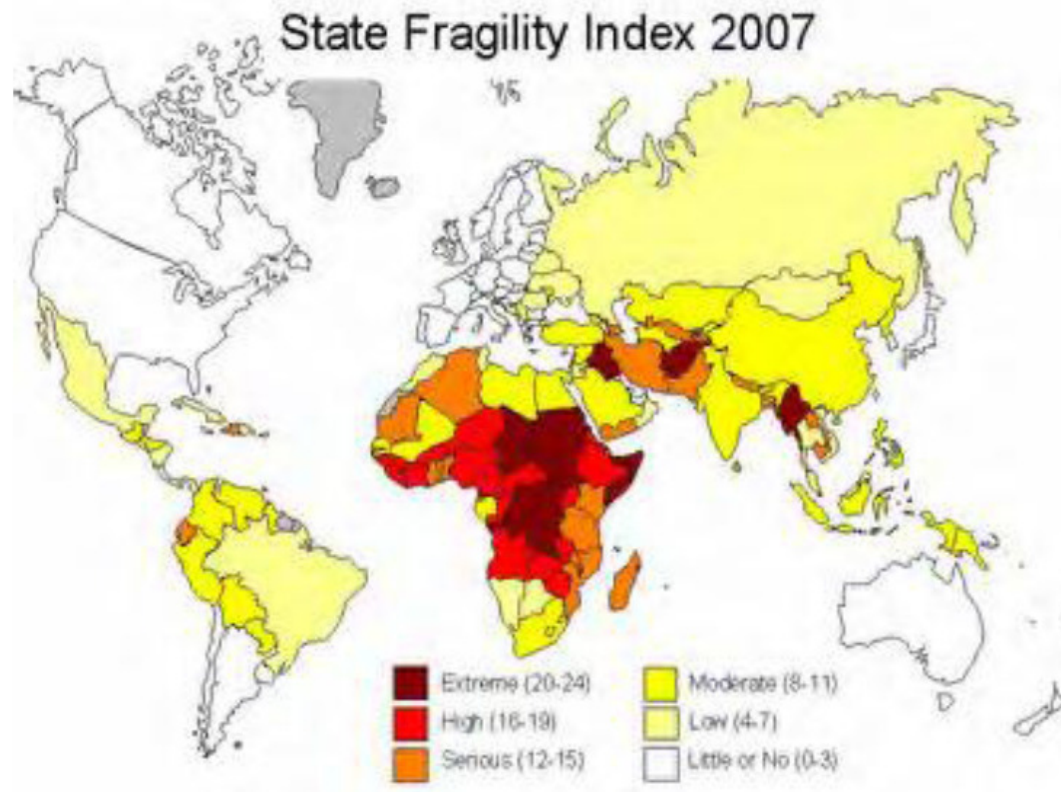 State Fragility Index 2007
Extreme (20-24)
High (16-19)
Serious (12-15)
Moderate (8-11)
Low (4-7)
Little or No (0-3)